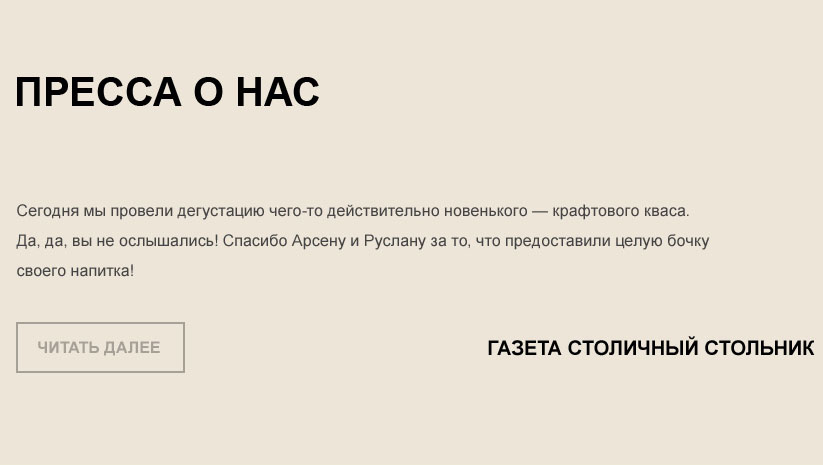 ПРЕССА О НАС
Сегодня мы провели дегустацию чего-то действительно новенького — крафтового кваса.
Да, да, вы не ослышались! Спасибо Арсену и Руслану за то, что предоставили целую бочку
своего напитка!
ЧИТАТЬ ДАЛЕЕ
ГАЗЕТА СТОЛИЧНЫЙ СТОЛЬНИК